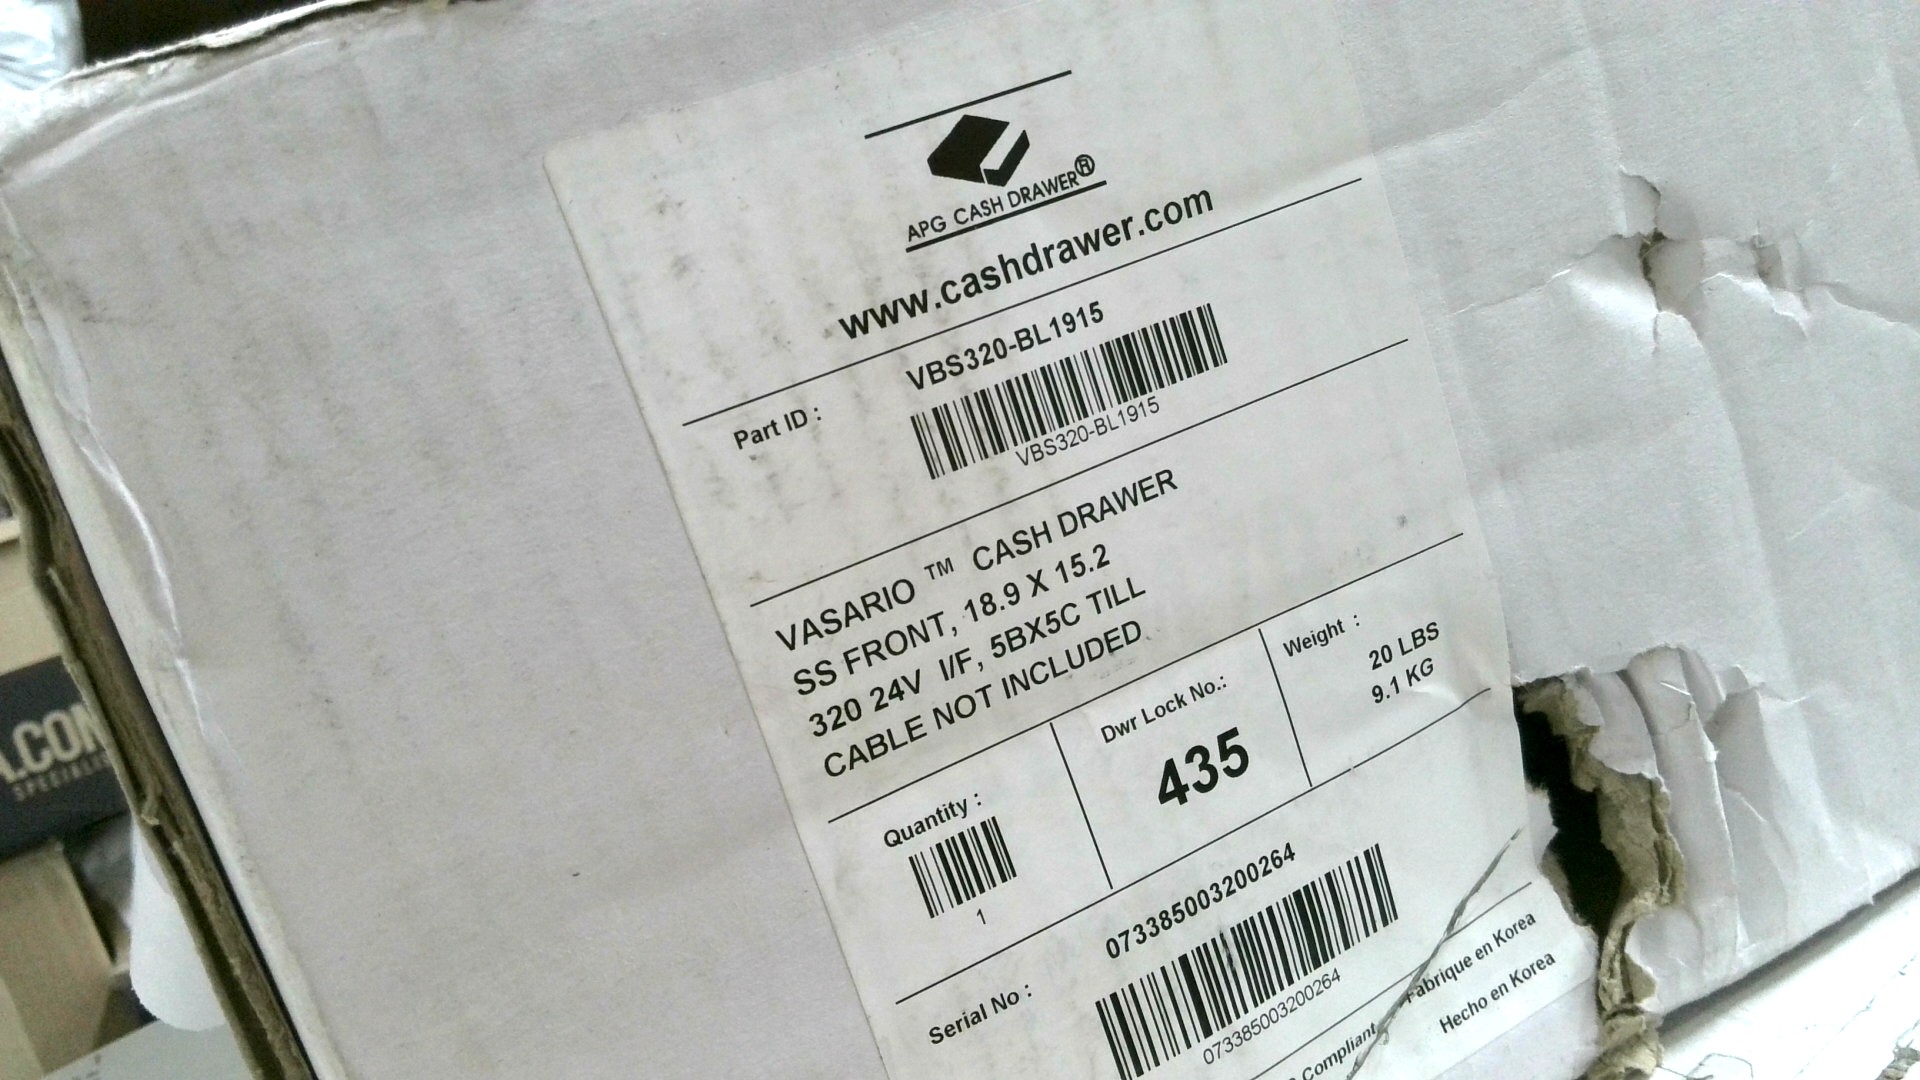 APG CASH DRAWER®
www.cashdrawer.com
Part ID :
VBS320-BL1915
VBS320-BL1915
VASARIO ™ CASH DRAWER
SS FRONT, 18.9 X 15.2
320 24V I/F, 5BX5C TILL
CABLE NOT INCLUDED
Quantity :
1
Dwr Lock No.:
435
Weight :
20 LBS
9.1 KG
Serial No :
073385003200264
073385003200264
Compliant
Fabrique en Korea
Hecho en Korea